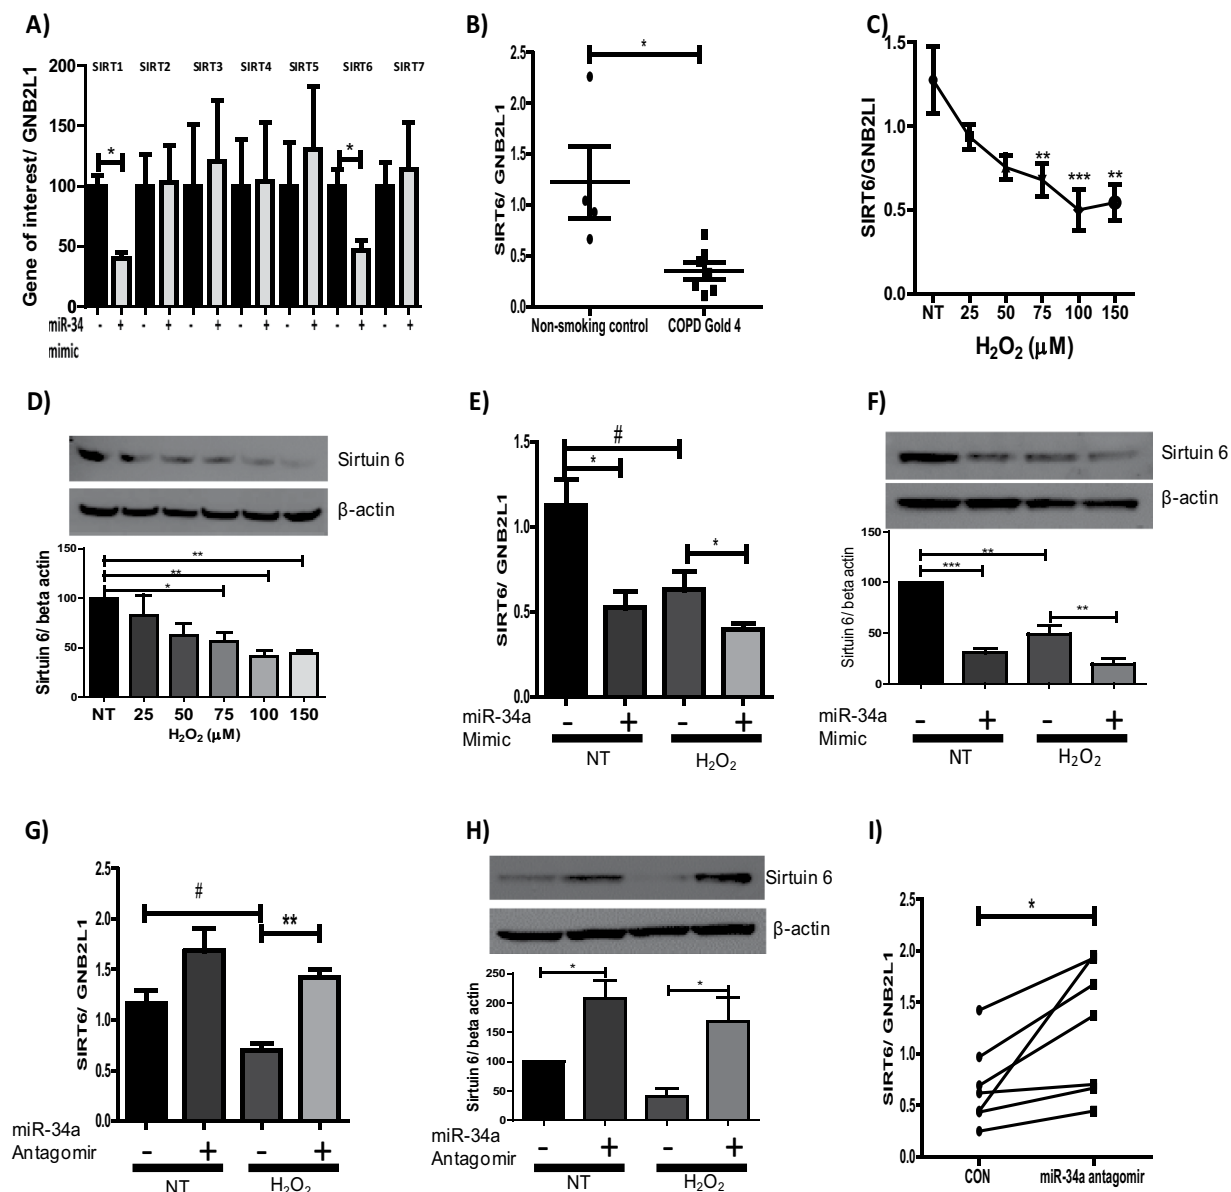 A)
SIRT1 SIRT2 SIRT3 SIRT4 SIRT5 SIRT6 SIRT7
Gene of interest/ GNB2L1
200
150
100
50
0
* *
miR-34 - + - + - + - + - + - + - +
mimic
B)
SIRT6/ GNB2L1
2.5
2.0
1.5
1.0
0.5
0.0
*
Non-smoking control COPD Gold 4
C)
SIRT6/GNB2LI
1.5
1.0
0.5
0.0
** *** **
NT 25 50 75 100 150
H₂O₂ (μM)
D)
Sirtuin 6
β-actin
Sirtuin 6/ beta actin
150
100
50
0
**
**
*
NT 25 50 75 100 150
H₂O₂ (μM)
E)
SIRT6/ GNB2L1
1.5
1.0
0.5
0.0
#
*
*
miR-34a - + - +
Mimic
NT H₂O₂
F)
Sirtuin 6
β-actin
Sirtuin 6/ beta actin
150
100
50
0
**
***
**
miR-34a - + - +
Mimic
NT H₂O₂
G)
SIRT6/ GNB2L1
2.5
2.0
1.5
1.0
0.5
0.0
#
**
miR-34a
Antagomir - + - +
NT H₂O₂
H)
Sirtuin 6
β-actin
Sirtuin 6/ beta actin
250
200
150
100
50
0
* *
miR-34a
Antagomir - + - +
NT H₂O₂
I)
SIRT6/ GNB2L1
2.5
2.0
1.5
1.0
0.5
0.0
*
CON miR-34a antagomir